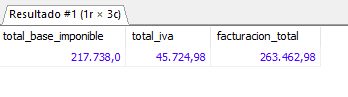 Resultado #1 (1r × 3c)
total_base_imponible total_iva facturacion_total
217.738,0 45.724,98 263.462,98